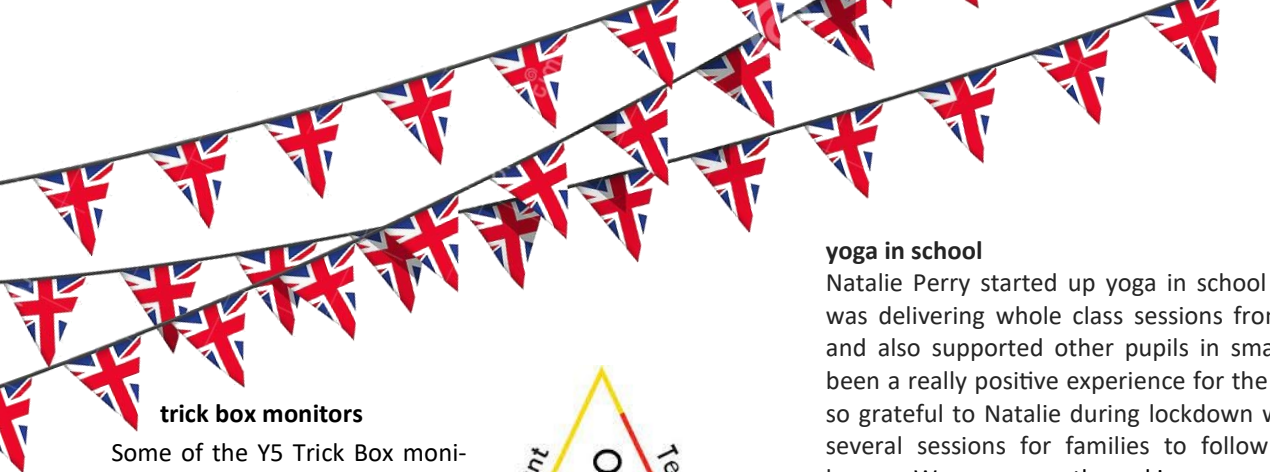 trick box monitors
Some of the Y5 Trick Box moni-
yoga in school
Natalie Perry started up yoga in school
was delivering whole class sessions
and also supported other pupils in
been a really positive experience for the
so grateful to Natalie during lockdown
several sessions for families to follow